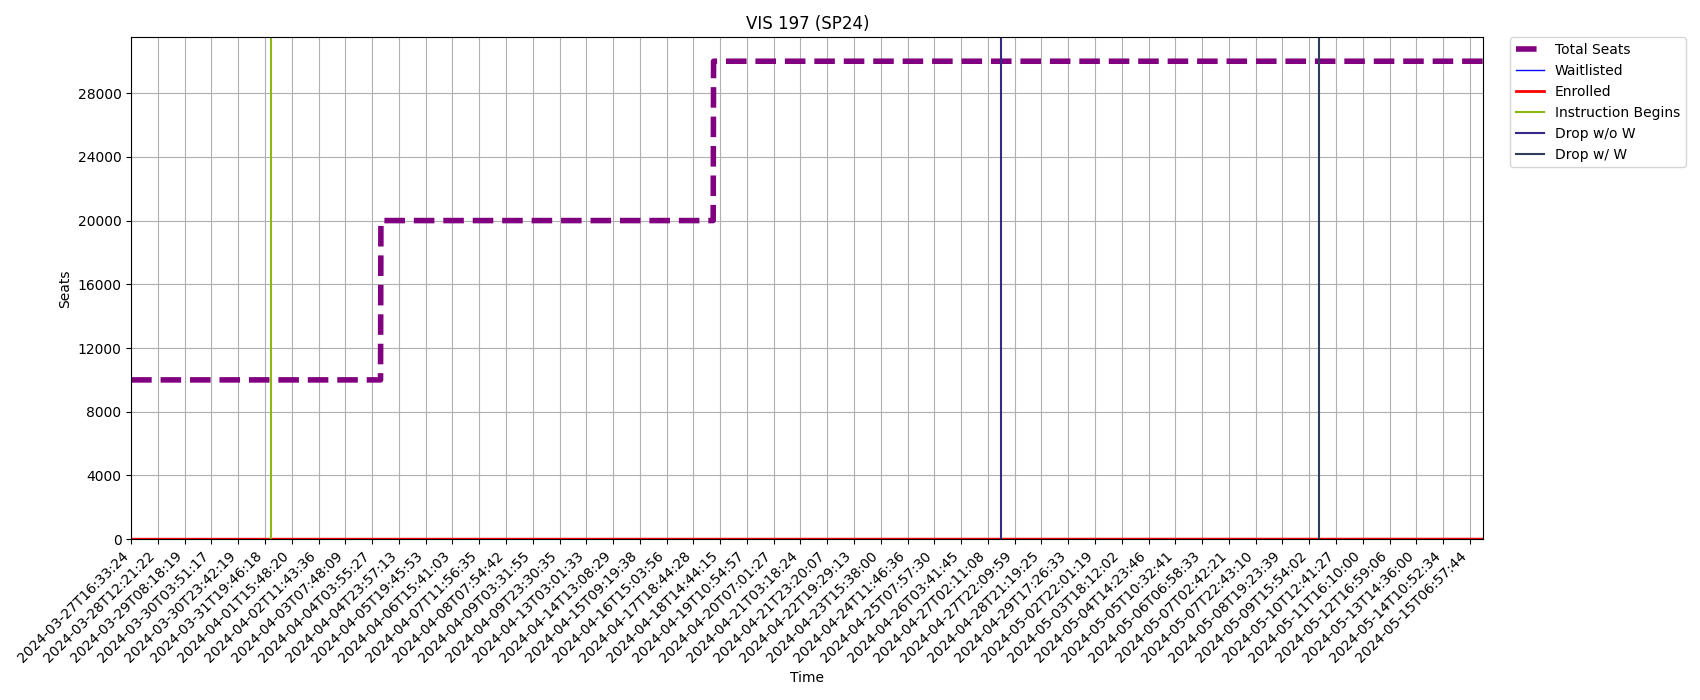 VIS 197 (SP24)
Total Seats
Waitlisted
Enrolled
Instruction Begins
Drop w/o W
Drop w/ W
Seats
28000
24000
20000
16000
12000
8000
4000
0
2024-03-27T16:33:24
2024-03-28T12:21:22
2024-03-29T08:18:19
2024-03-30T03:51:17
2024-03-30T23:42:19
2024-03-31T19:46:18
2024-04-01T15:48:20
2024-04-02T11:43:36
2024-04-03T07:48:09
2024-04-04T03:55:27
2024-04-04T23:57:13
2024-04-05T19:45:53
2024-04-06T15:41:03
2024-04-07T11:56:35
2024-04-08T07:54:42
2024-04-09T03:31:55
2024-04-09T23:30:35
2024-04-13T03:01:33
2024-04-14T13:08:29
2024-04-15T09:19:38
2024-04-16T15:03:56
2024-04-17T18:44:28
2024-04-18T14:44:15
2024-04-19T10:54:57
2024-04-20T07:01:27
2024-04-21T03:18:24
2024-04-21T23:20:07
2024-04-22T19:29:13
2024-04-23T15:38:00
2024-04-24T11:46:36
2024-04-25T07:57:30
2024-04-26T03:41:45
2024-04-27T02:11:08
2024-04-27T22:09:59
2024-04-28T21:19:25
2024-04-29T17:26:33
2024-05-02T22:01:19
2024-05-03T18:12:02
2024-05-04T14:23:46
2024-05-05T10:32:41
2024-05-06T06:58:33
2024-05-07T02:42:21
2024-05-07T22:43:10
2024-05-08T19:23:39
2024-05-09T15:54:02
2024-05-10T12:41:27
2024-05-11T16:10:00
2024-05-12T16:59:06
2024-05-13T14:36:00
2024-05-14T10:52:34
2024-05-15T06:57:44
Time